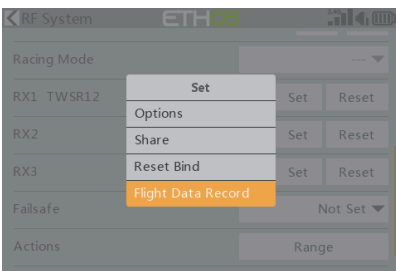 RF System ETHOS
Racing Mode ---
RX1 TWSR12 Set Reset
RX2 Set Reset
RX3 Set Reset
Failsafe Not Set
Actions Range
Set
Options
Share
Reset Bind
Flight Data Record